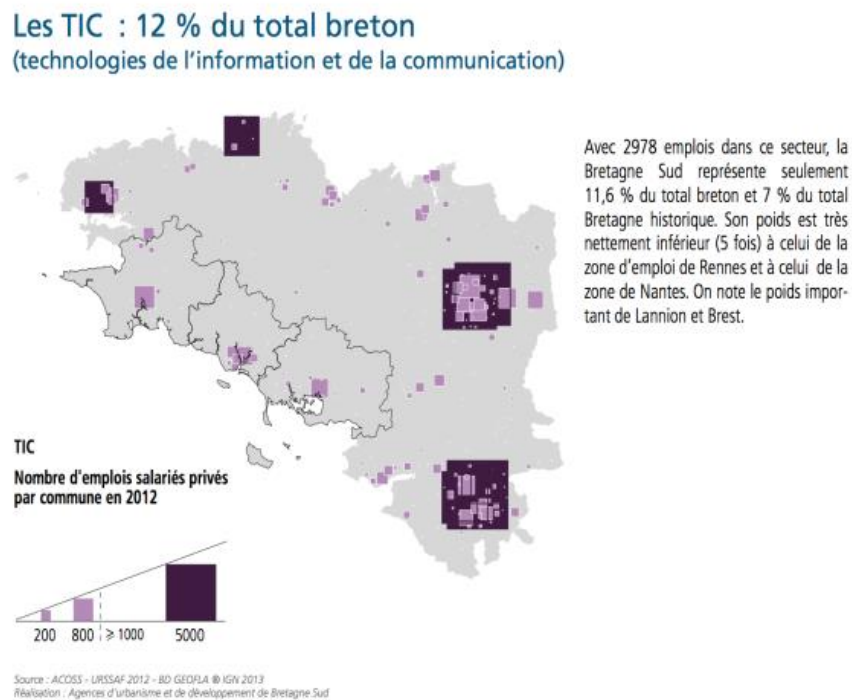 Les TIC : 12 % du total breton
(technologies de l'information et de la communication)
Avec 2978 emplois dans ce secteur, la
Bretagne Sud représente seulement
11,6 % du total breton et 7 % du total
Bretagne historique. Son poids est très
nettement inférieur (5 fois) à celui de la
zone d'emploi de Rennes et à celui de la
zone de Nantes. On note le poids impor-
tant de Lannion et Brest.
TIC
Nombre d'emplois salariés privés
par commune en 2012
200 800 ⩾ 1000 5000
Source : ACOSS - URSSAF 2012 - BD GEOFLA ® IGN 2013
Réalisation : Agences d'urbanisme et de développement de Bretagne Sud